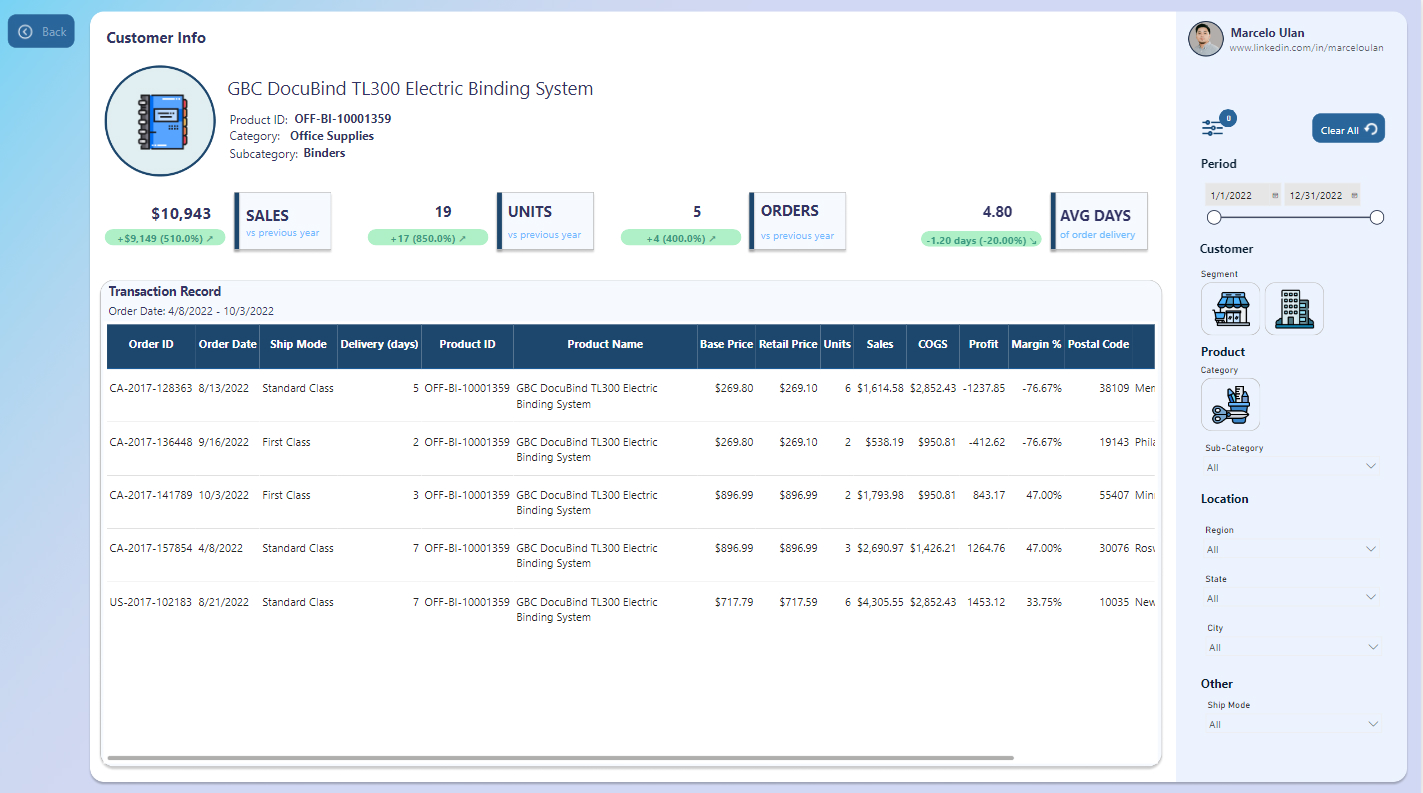 Back
Customer Info
GBC DocuBind TL300 Electric Binding System
Product ID: OFF-BI-10001359
Category: Office Supplies
Subcategory: Binders
$10,943
+$9,149 (510.0%) ↗
SALES
vs previous year
19
+17 (850.0%) ↗
UNITS
vs previous year
5
+4 (400.0%) ↗
ORDERS
vs previous year
4.80
-1.20 days (-20.00%) ↘
AVG DAYS
of order delivery
Transaction Record
Order Date: 4/8/2022 - 10/3/2022
Order ID Order Date Ship Mode Delivery (days) Product ID Product Name Base Price Retail Price Units Sales COGS Profit Margin % Postal Code
CA-2017-128363 8/13/2022 Standard Class 5 OFF-BI-10001359 GBC DocuBind TL300 Electric $269.80 $269.10 6 $1,614.58 $2,852.43 -1237.85 -76.67% 38109 Mer
Binding System
CA-2017-136448 9/16/2022 First Class 2 OFF-BI-10001359 GBC DocuBind TL300 Electric $269.80 $269.10 2 $538.19 $950.81 -412.62 -76.67% 19143 Phila
Binding System
CA-2017-141789 10/3/2022 First Class 3 OFF-BI-10001359 GBC DocuBind TL300 Electric $896.99 $896.99 2 $1,793.98 $950.81 843.17 47.00% 55407 Min
Binding System
CA-2017-157854 4/8/2022 Standard Class 7 OFF-BI-10001359 GBC DocuBind TL300 Electric $896.99 $896.99 3 $2,690.97 $1,426.21 1264.76 47.00% 30076 Rosw
Binding System
US-2017-102183 8/21/2022 Standard Class 7 OFF-BI-10001359 GBC DocuBind TL300 Electric $717.79 $717.59 6 $4,305.55 $2,852.43 1453.12 33.75% 10035 New
Binding System
Marcelo Ulan
www.linkedin.com/in/marceloulan
0
Clear All
Period
1/1/2022 12/31/2022
Customer
Segment
Product
Category
Sub-Category
All
Location
Region
All
State
All
City
All
Other
Ship Mode
All